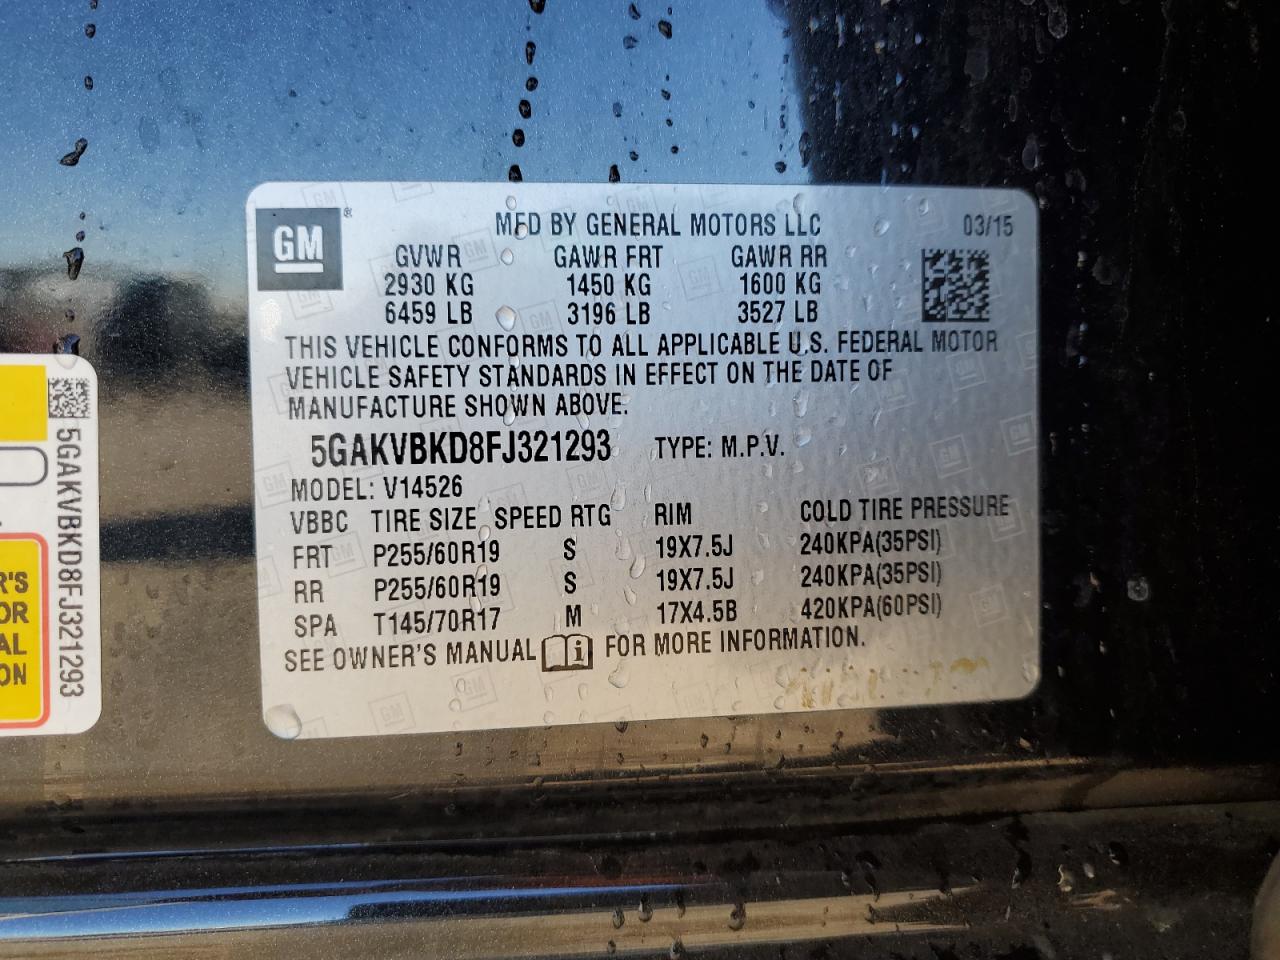 GM ®
MFD BY GENERAL MOTORS LLC 03/15
GVWR GAWR FRT GAWR RR
2930 KG 1450 KG 1600 KG
6459 LB 3196 LB 3527 LB
THIS VEHICLE CONFORMS TO ALL APPLICABLE U.S. FEDERAL MOTOR
VEHICLE SAFETY STANDARDS IN EFFECT ON THE DATE OF
MANUFACTURE SHOWN ABOVE.
5GAKVBKD8FJ321293 TYPE: M.P.V.
MODEL: V14526
VBBC TIRE SIZE SPEED RTG RIM COLD TIRE PRESSURE
FRT P255/60R19 S 19X7.5J 240KPA(35PSI)
RR P255/60R19 S 19X7.5J 240KPA(35PSI)
SPA T145/70R17 M 17X4.5B 420KPA(60PSI)
SEE OWNER'S MANUAL FOR MORE INFORMATION.
5GAKVBKD8FJ321293
R'S
OR
AL
ON